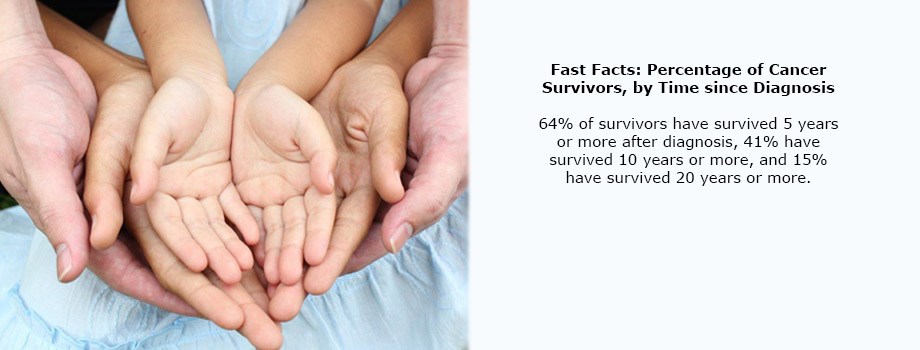 Fast Facts: Percentage of Cancer
Survivors, by Time since Diagnosis
64% of survivors have survived 5 years
or more after diagnosis, 41% have
survived 10 years or more, and 15%
have survived 20 years or more.